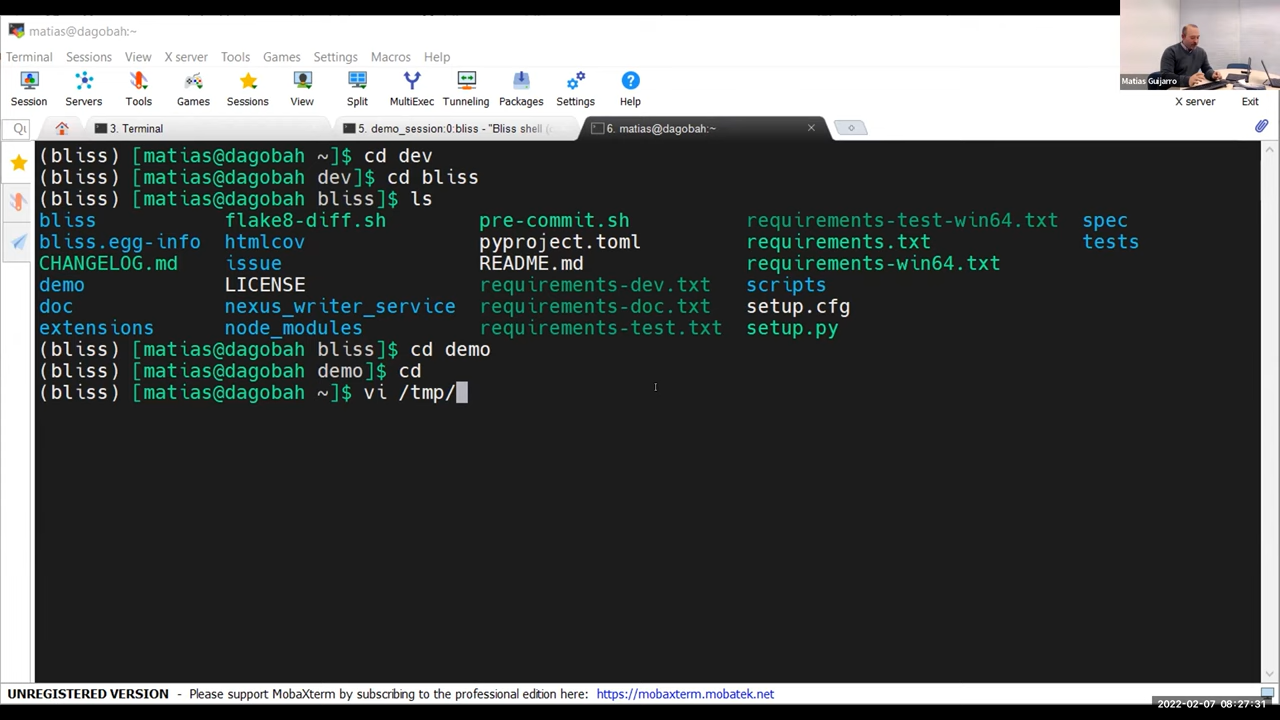 matias@dagobah:~
Terminal Sessions View X server Tools Games Settings Macros Help
Session Servers Tools Games Sessions View Split MultiExec Tunneling Packages Settings Help
Matias Guijarro
X server Exit
Qu
3. Terminal
5. demo_session:0:bliss - "Bliss shell (
6. matias@dagobah:~
(bliss) [matias@dagobah ~]$ cd dev
(bliss) [matias@dagobah dev]$ cd bliss
(bliss) [matias@dagobah bliss]$ ls
bliss flake8-diff.sh pre-commit.sh requirements-test-win64.txt spec
bliss.egg-info htmlcov pyproject.toml requirements.txt tests
CHANGELOG.md issue README.md requirements-win64.txt
demo LICENSE requirements-dev.txt scripts
doc nexus_writer_service requirements-doc.txt setup.cfg
extensions node_modules requirements-test.txt setup.py
(bliss) [matias@dagobah bliss]$ cd demo
(bliss) [matias@dagobah demo]$ cd
(bliss) [matias@dagobah ~]$ vi /tmp/
UNREGISTERED VERSION - Please support MobaXterm by subscribing to the professional edition here: https://mobaxterm.mobatek.net
2022-02-07 08:27:31